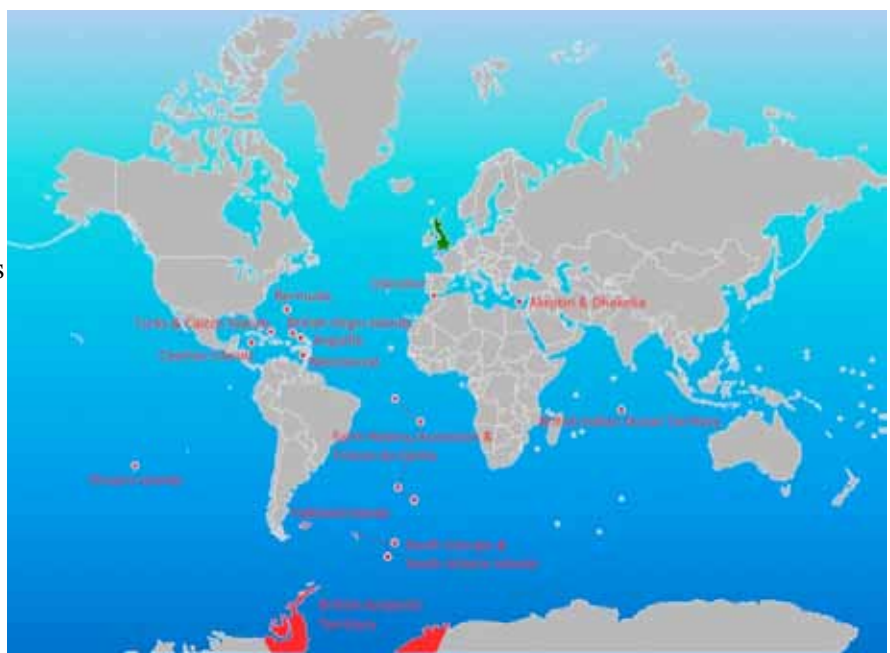 s
Bermuda
Gibraltar
Akrotiri & Dhekelia
Turks & Caicos Islands
British Virgin Islands
Anguilla
Cayman Islands
Montserrat
British Indian Ocean Territory
Saint Helena, Ascension &
Tristan da Cunha
Pitcairn Islands
Falkland Islands
South Georgia &
South Sandwich Islands
British Antarctic
Territory